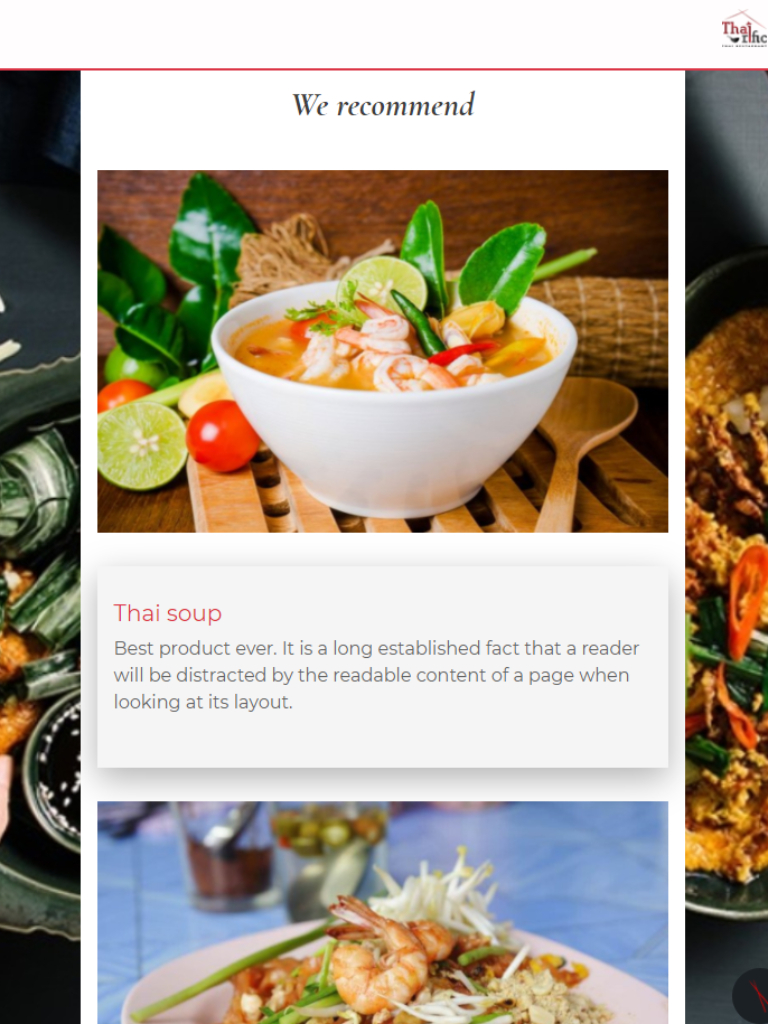 Thai
rific
We recommend
Thai soup
Best product ever. It is a long established fact that a reader
will be distracted by the readable content of a page when
looking at its layout.